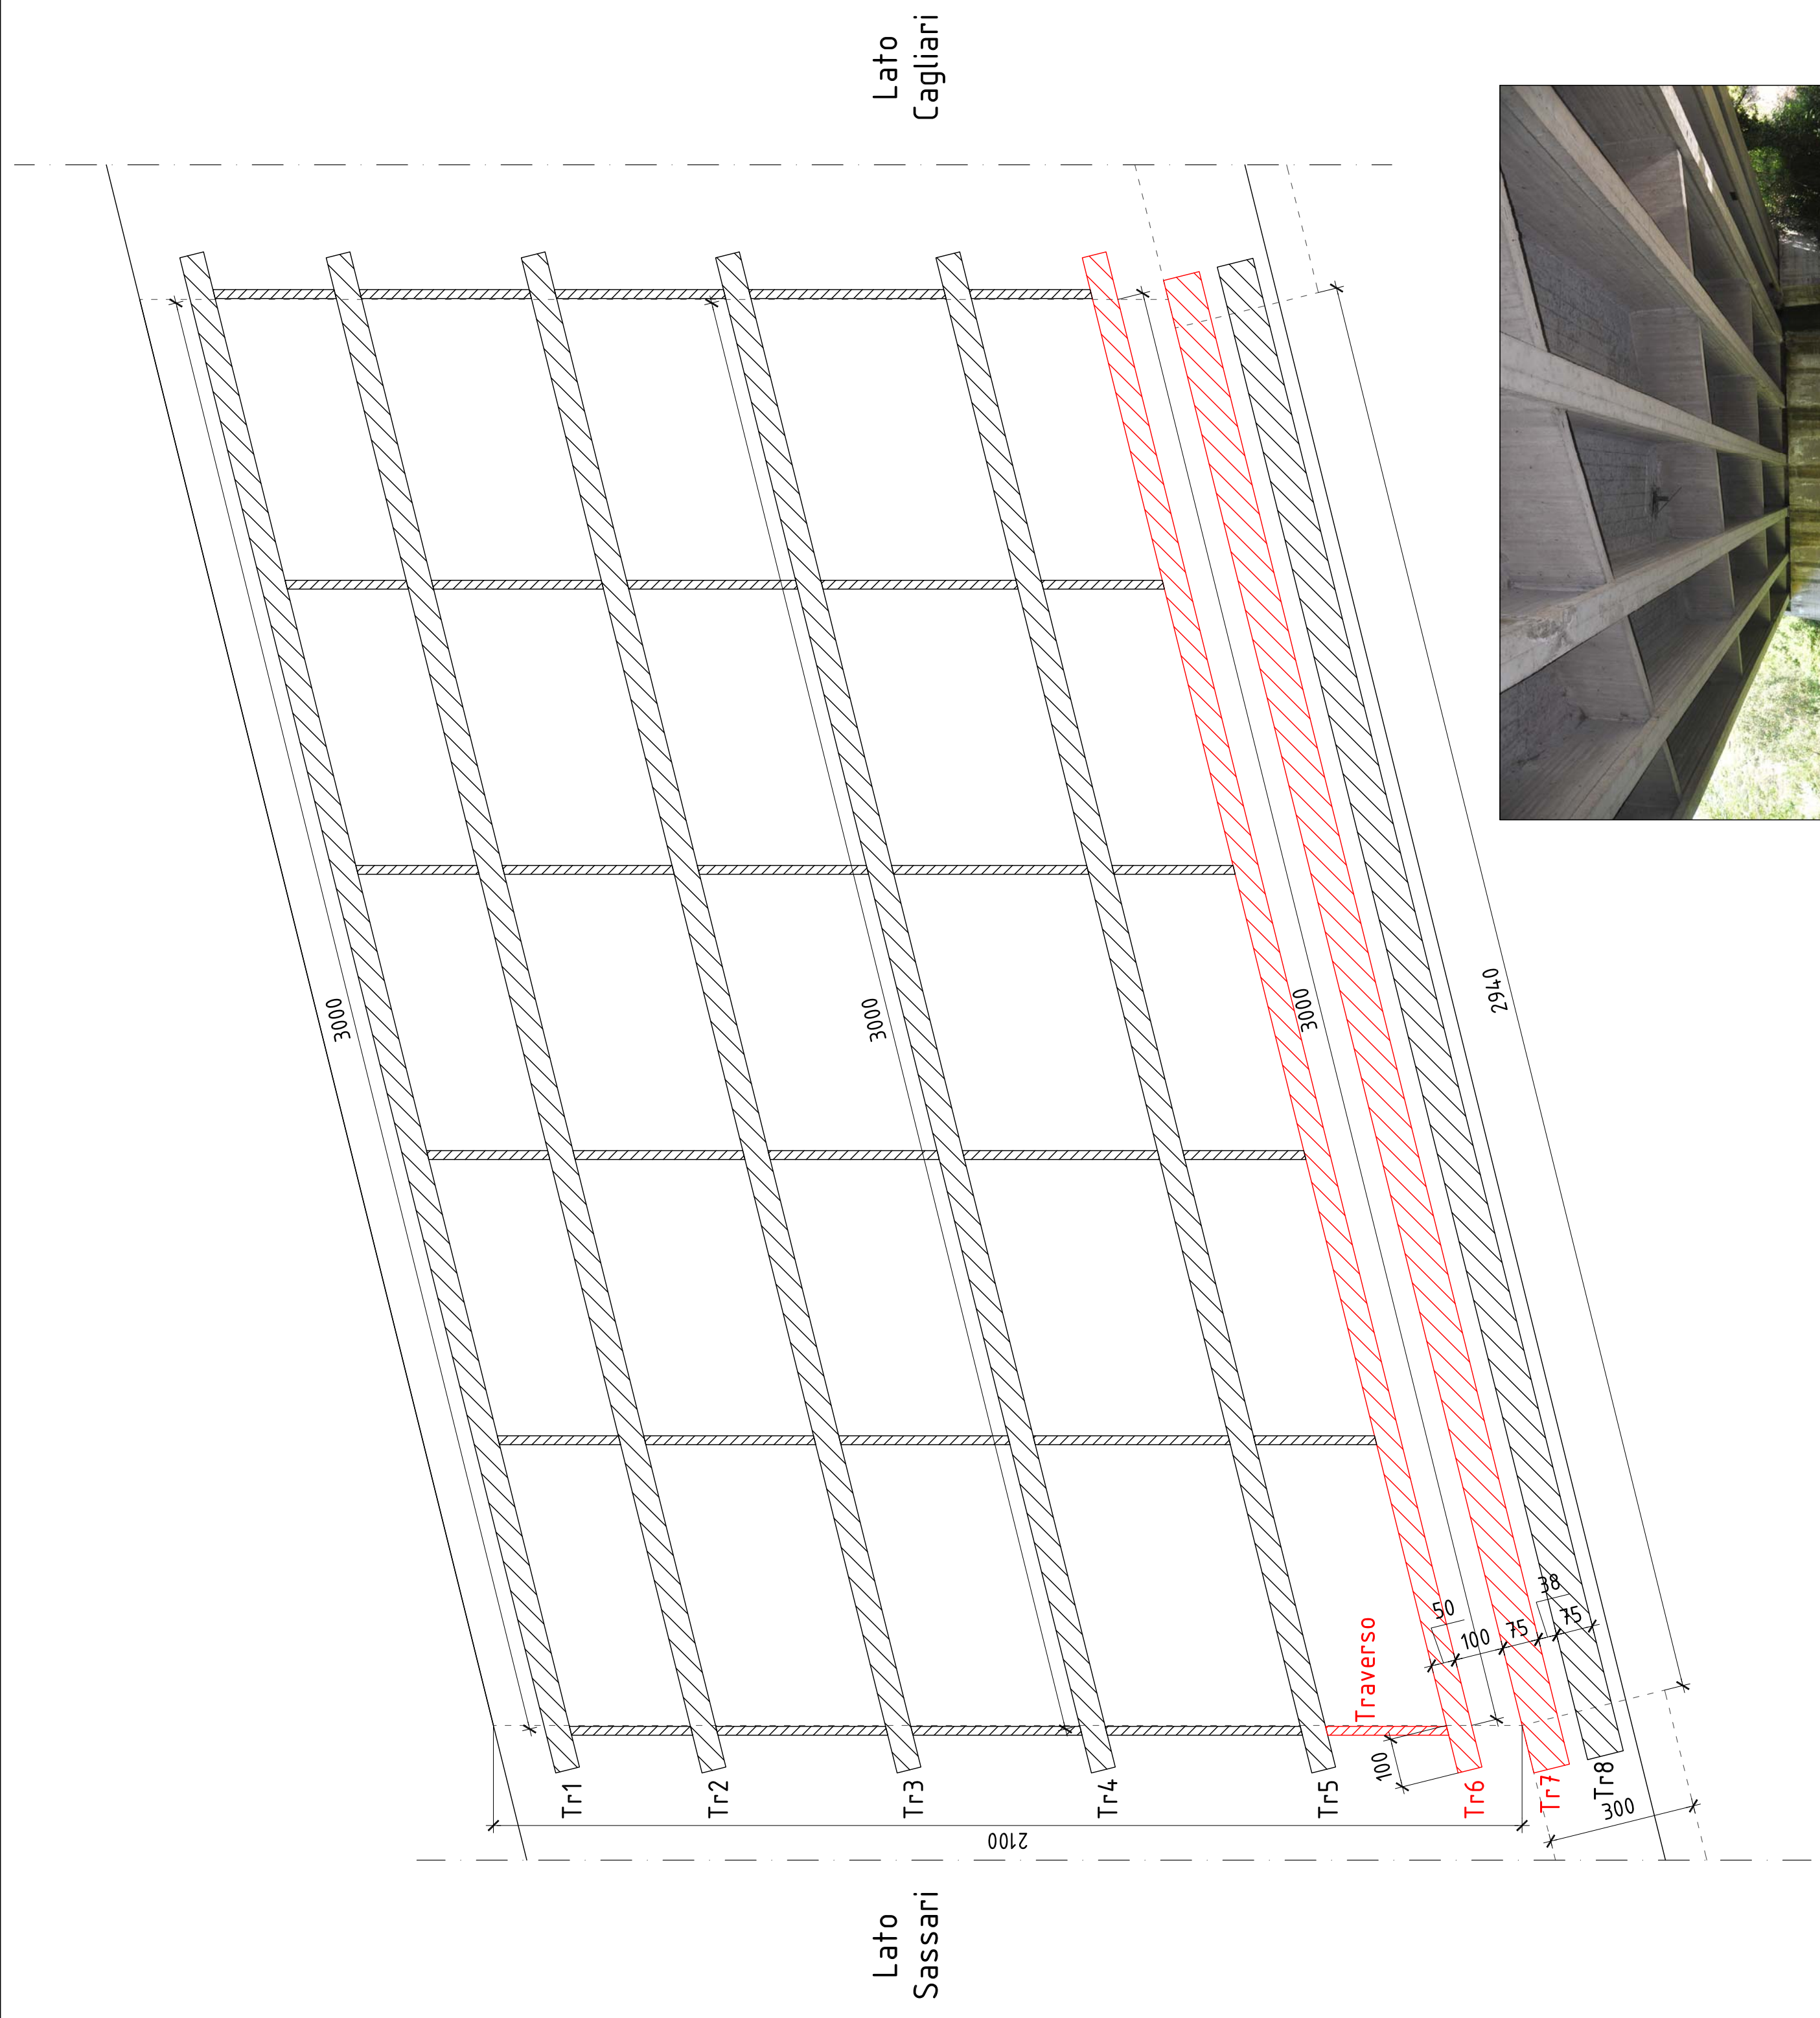 Lato
Cagliari
3000
3000
3000
2940
50
100
75
38
75
Traverso
100
Tr1
Tr2
Tr3
Tr4
Tr5
Tr6
Tr7
Tr8
300
2100
Lato
Sassari